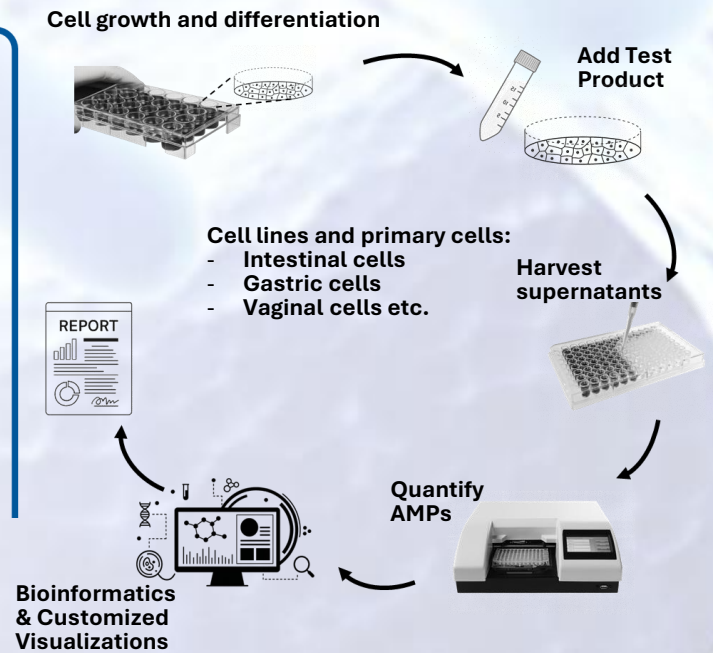 Cell growth and differentiation
Add Test
Product
Cell lines and primary cells:
- Intestinal cells
- Gastric cells
- Vaginal cells etc.
Harvest
supernatants
REPORT
Quantify
AMPs
Bioinformatics
& Customized
Visualizations